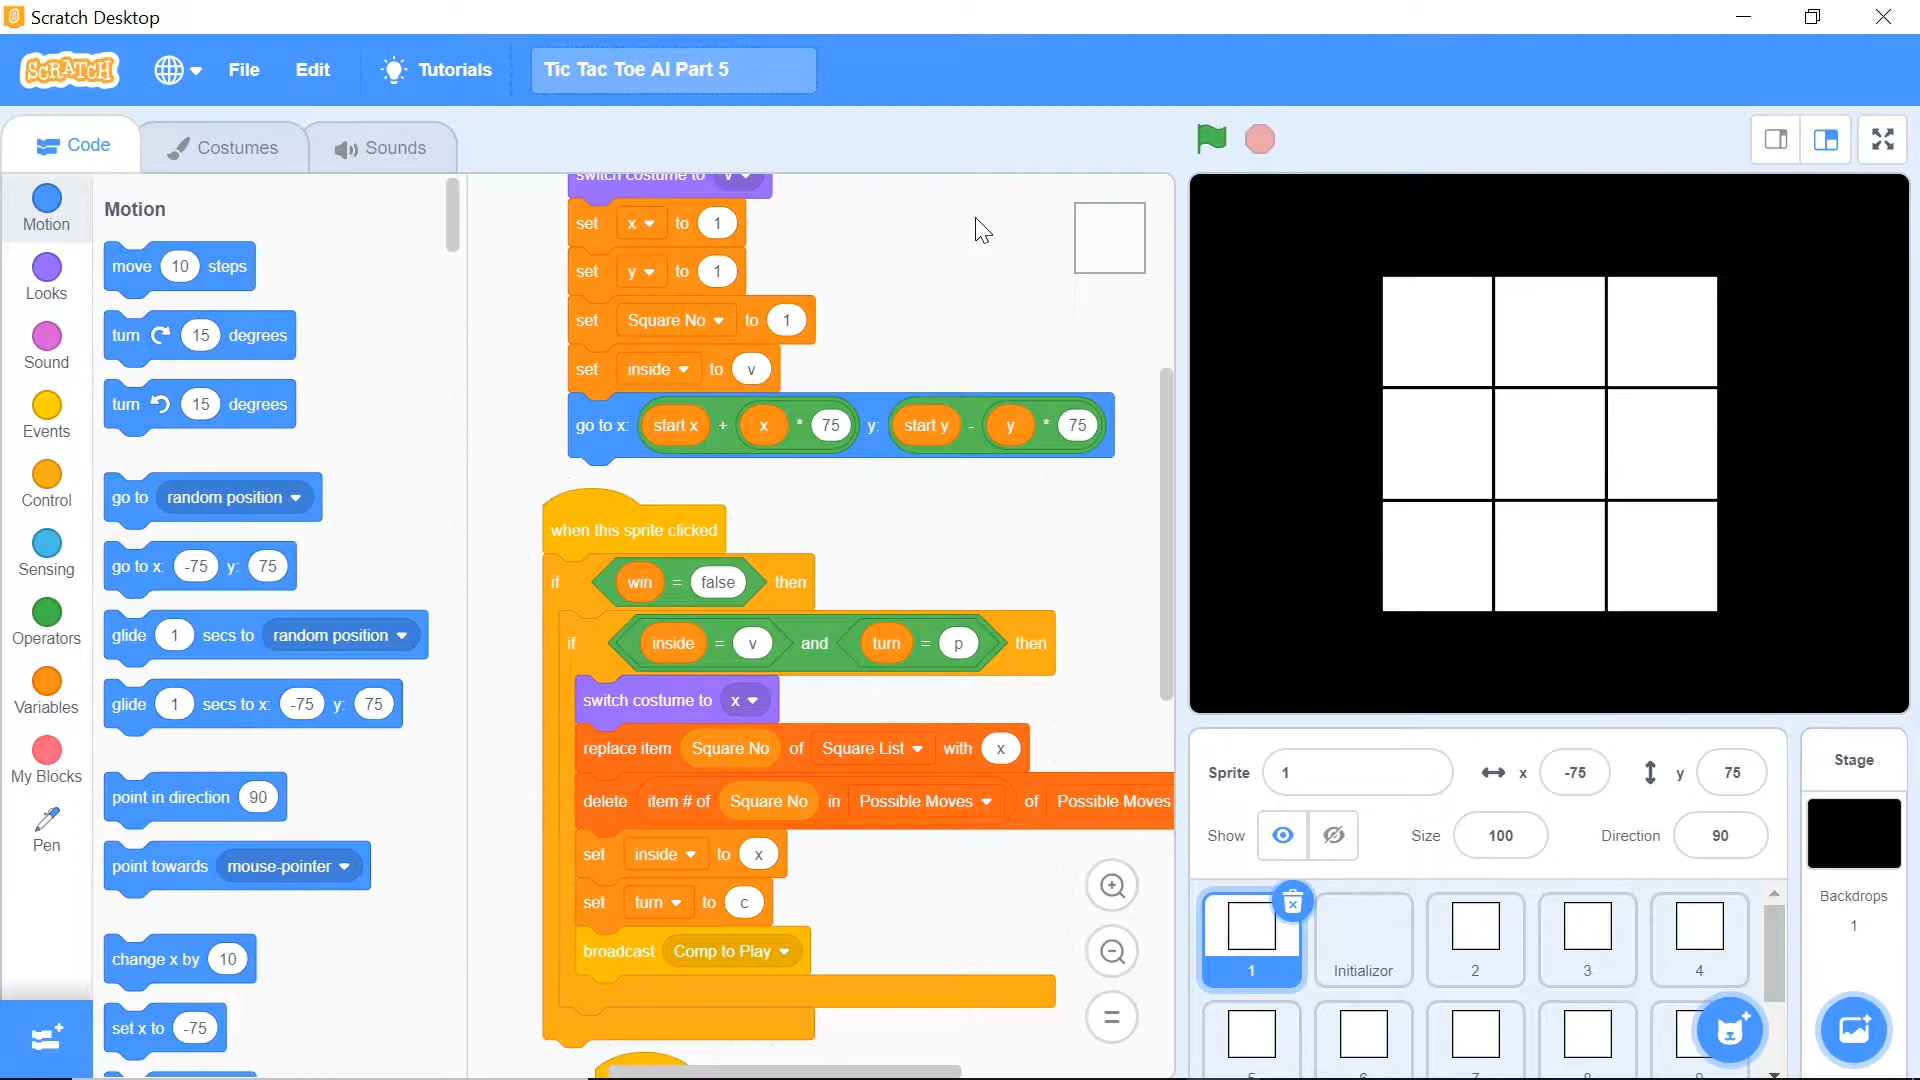 Scratch Desktop
SCRATCH File Edit Tutorials Tic Tac Toe AI Part 5
Code Costumes Sounds
Motion
Looks
Sound
Events
Control
Sensing
Operators
Variables
My Blocks
Pen
Motion
move 10 steps
turn 15 degrees
turn 15 degrees
go to random position
go to x: -75 y: 75
glide 1 secs to random position
glide 1 secs to x: -75 y: 75
point in direction 90
point towards mouse-pointer
change x by 10
set x to -75
switch costume to v
set x to 1
set y to 1
set Square No to 1
set inside to v
go to x: start x + x * 75 y: start y - y * 75
when this sprite clicked
if win = false then
if inside = v and turn = p then
switch costume to x
replace item Square No of Square List with x
delete item # of Square No in Possible Moves of Possible Moves
set inside to x
set turn to c
broadcast Comp to Play
Sprite 1 x -75 y 75
Show Size 100 Direction 90
1 Initializor 2 3 4
Stage
Backdrops
1